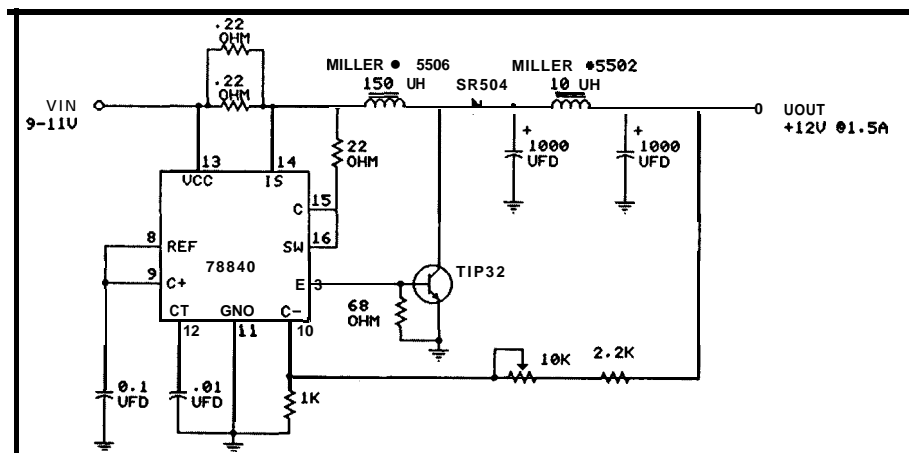 .22
OHM
MILLER ● 5506
150 UH
SR504
MILLER #5502
10 UH
.22
OHM
VIN
9-11V
0
UOUT
+12V @1.5A
+
1000
UFD
+
1000
UFD
22
OHM
13
14
VCC
IS
C
15
SW
16
8
REF
9
C+
78840
E
3
TIP32
CT
GNO
C-
12
11
10
68
OHM
10K
2.2K
0.1
UFD
.01
UFD
1K